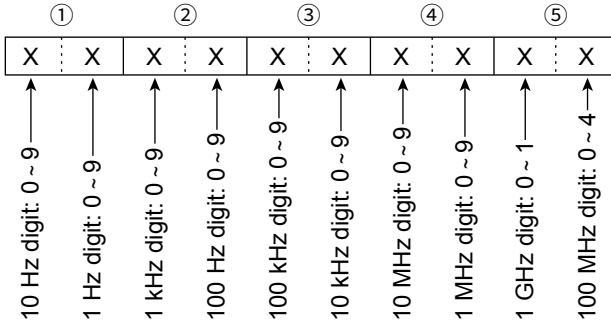 ① ② ③ ④ ⑤
X X X X X X X X X X
10 Hz digit: 0 ~ 9
1 Hz digit: 0 ~ 9
1 kHz digit: 0 ~ 9
100 Hz digit: 0 ~ 9
100 kHz digit: 0 ~ 9
10 kHz digit: 0 ~ 9
10 MHz digit: 0 ~ 9
1 MHz digit: 0 ~ 9
1 GHz digit: 0 ~ 1
100 MHz digit: 0 ~ 4